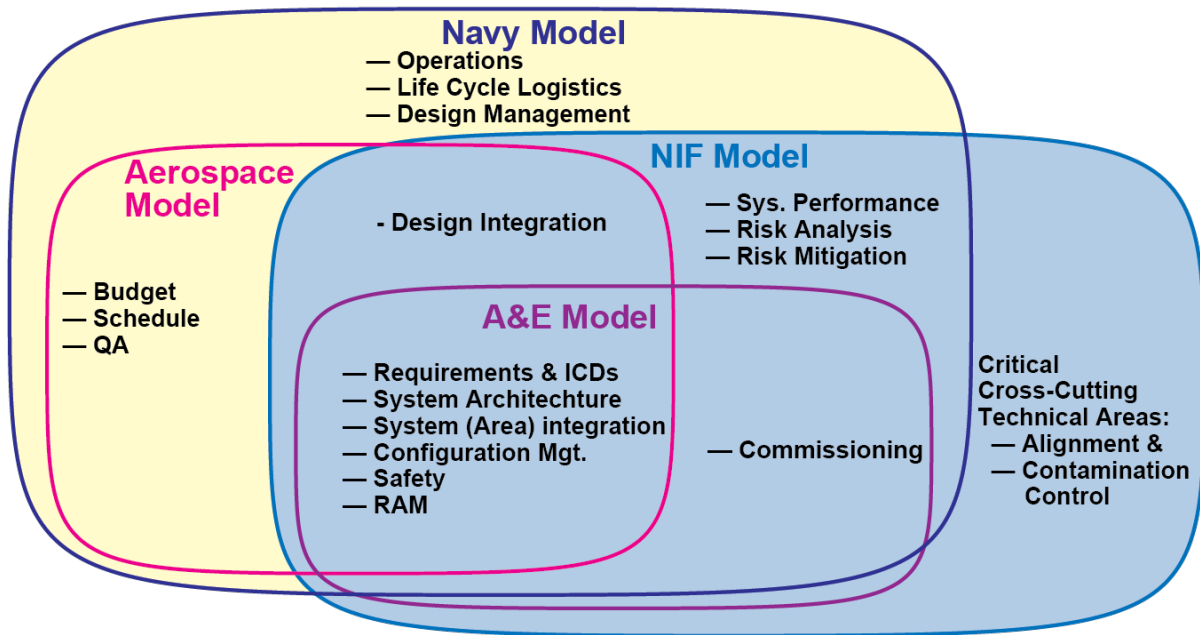 Navy Model
— Operations
— Life Cycle Logistics
— Design Management
Aerospace
Model
NIF Model
- Design Integration
— Sys. Performance
— Risk Analysis
— Risk Mitigation
— Budget
— Schedule
— QA
A&E Model
— Requirements & ICDs
— System Architechture
— System (Area) integration
— Configuration Mgt.
— Safety
— RAM
— Commissioning
Critical
Cross-Cutting
Technical Areas:
— Alignment &
— Contamination
Control